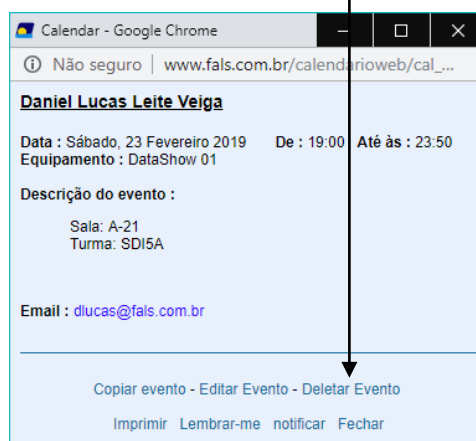 Calendar - Google Chrome
Não seguro | www.fals.com.br/calendarioweb/cal_...
Daniel Lucas Leite Veiga
Data : Sábado, 23 Fevereiro 2019 De : 19:00 Até às : 23:50
Equipamento : DataShow 01
Descrição do evento :
Sala: A-21
Turma: SDI5A
Email : dlucas@fals.com.br
Copiar evento - Editar Evento - Deletar Evento
Imprimir Lembrar-me notificar Fechar